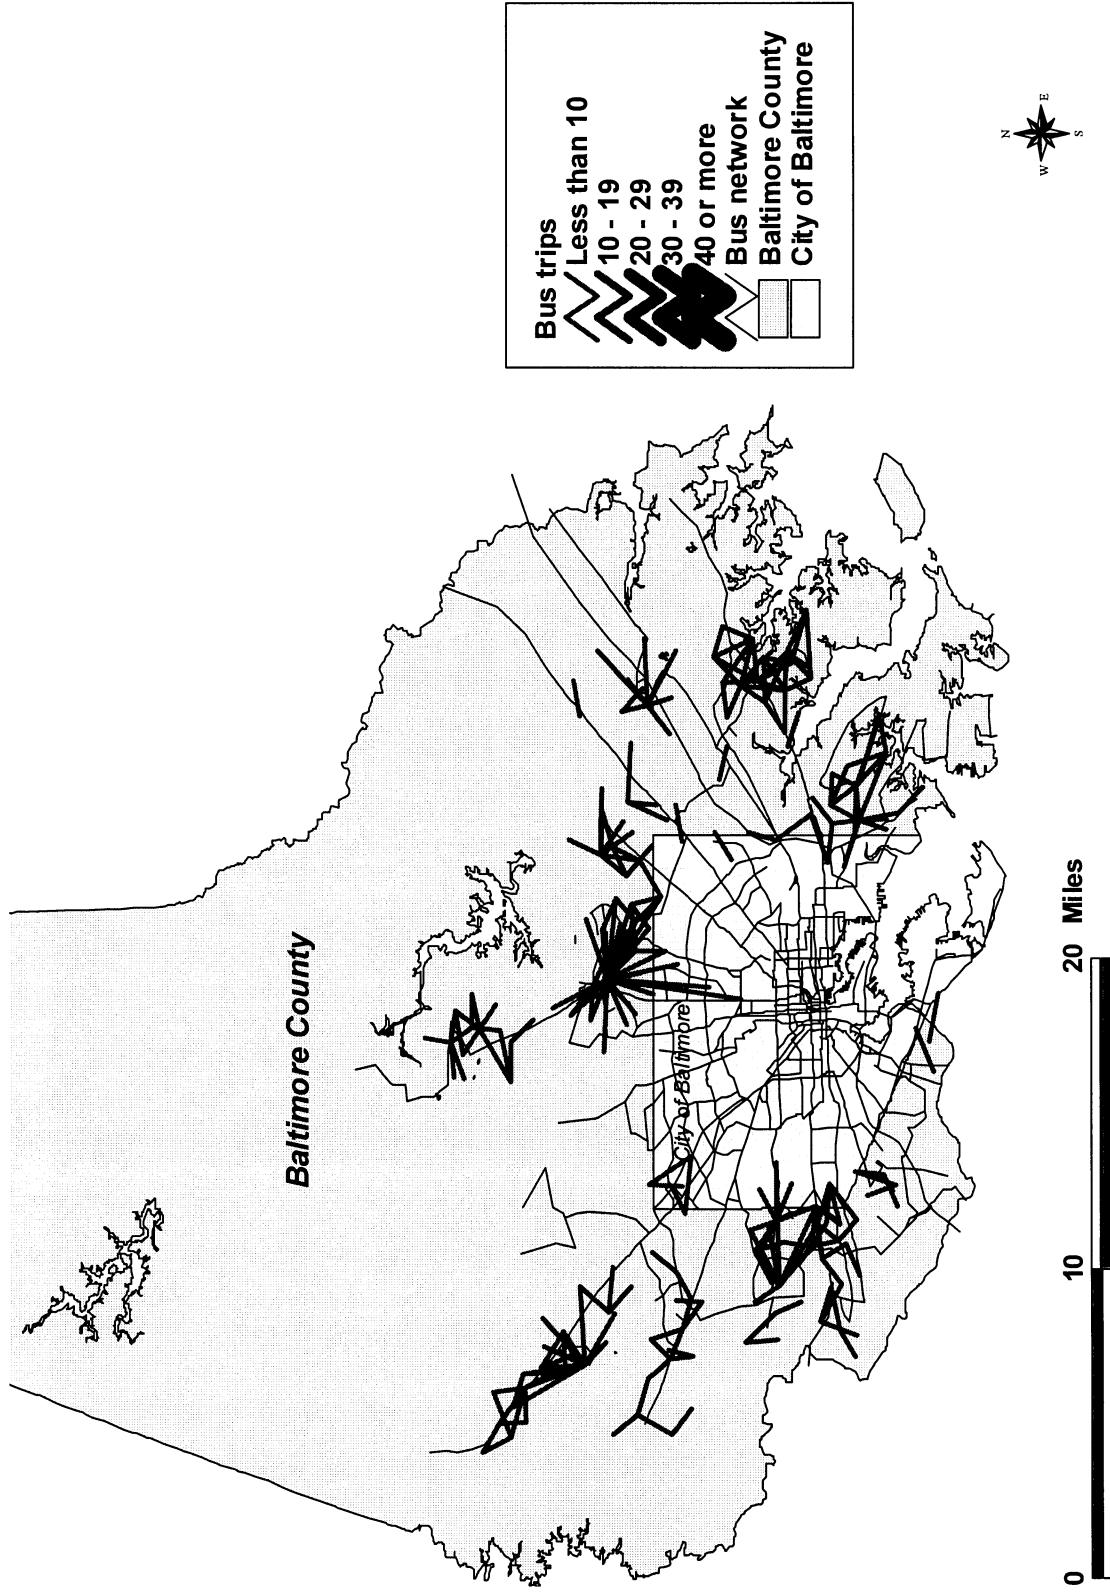 Baltimore County
City of Baltimore
Bus trips
Less than 10
10 - 19
20 - 29
30 - 39
40 or more
Bus network
Baltimore County
City of Baltimore
N
W E
S
0 10 20 Miles